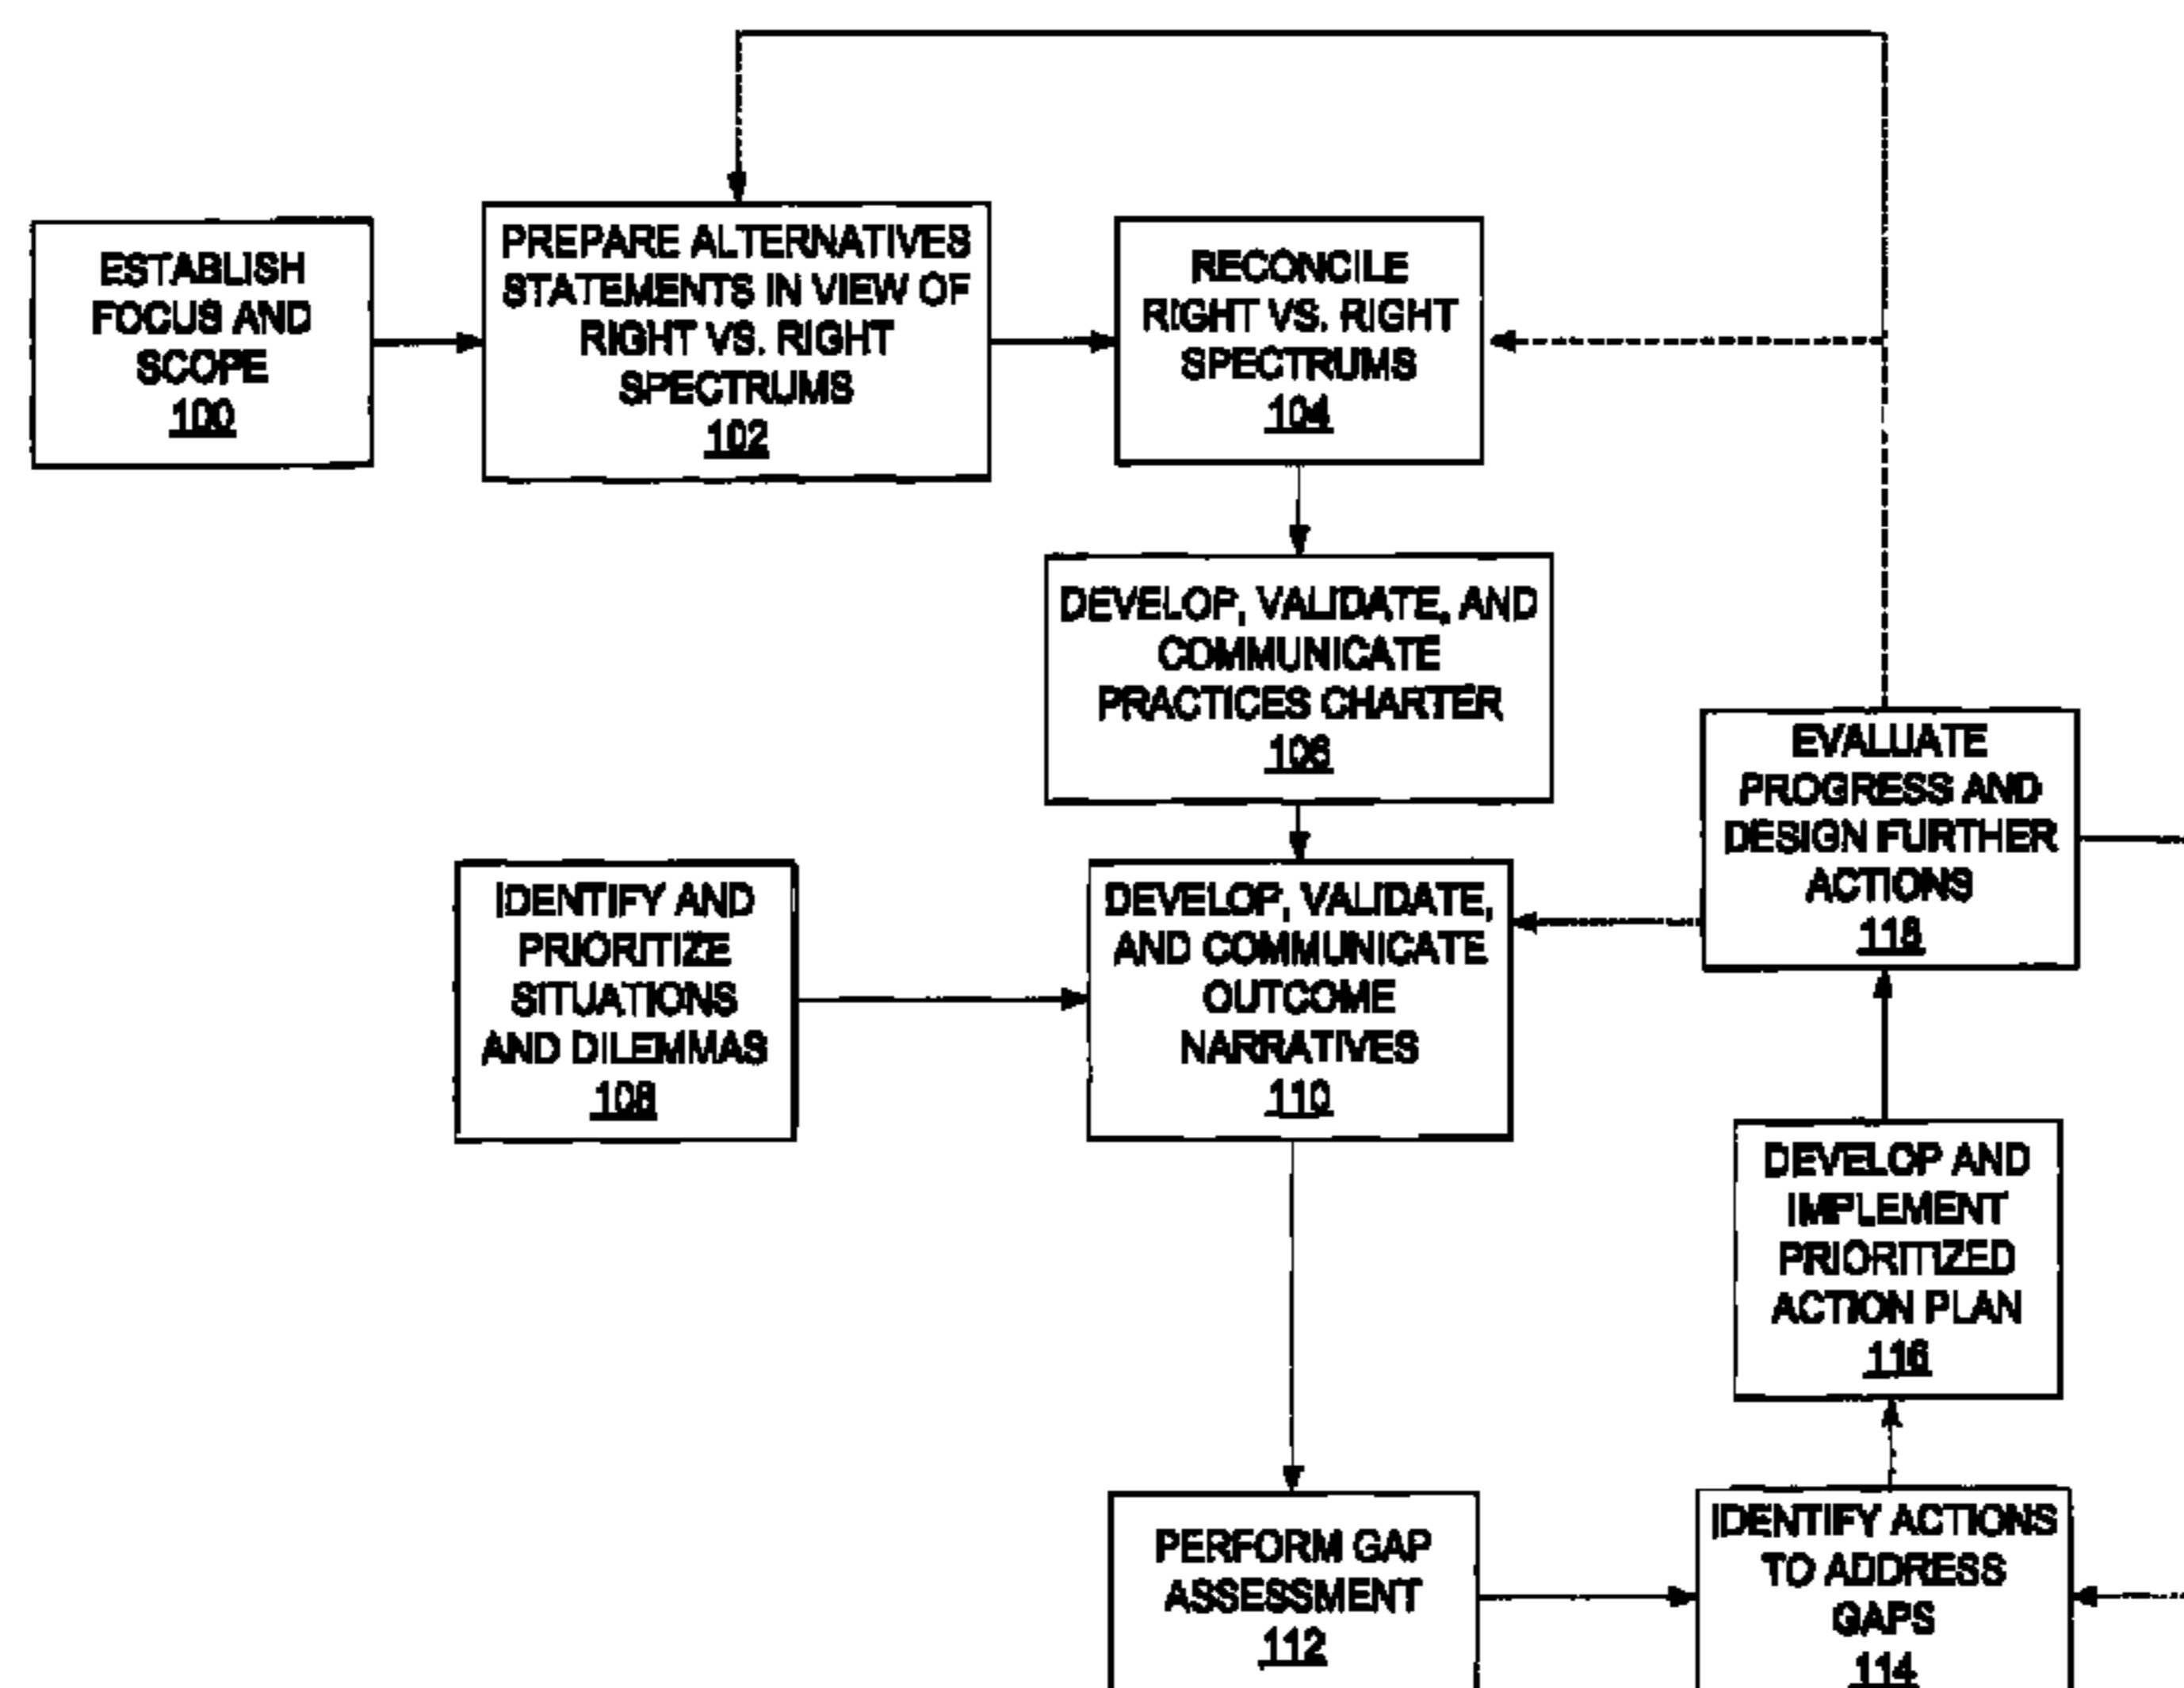 ESTABLISH
FOCUS AND
SCOPE
100
PREPARE ALTERNATIVES
STATEMENTS IN VIEW OF
RIGHT VS. RIGHT
SPECTRUMS
102
RECONCILE
RIGHT VS. RIGHT
SPECTRUMS
104
DEVELOP, VALIDATE, AND
COMMUNICATE
PRACTICES CHARTER
106
IDENTIFY AND
PRIORITIZE
SITUATIONS
AND DILEMMAS
108
DEVELOP, VALIDATE,
AND COMMUNICATE
OUTCOME
NARRATIVES
110
EVALUATE
PROGRESS AND
DESIGN FURTHER
ACTIONS
118
DEVELOP AND
IMPLEMENT
PRIORITIZED
ACTION PLAN
116
PERFORM GAP
ASSESSMENT
112
IDENTIFY ACTIONS
TO ADDRESS
GAPS
114